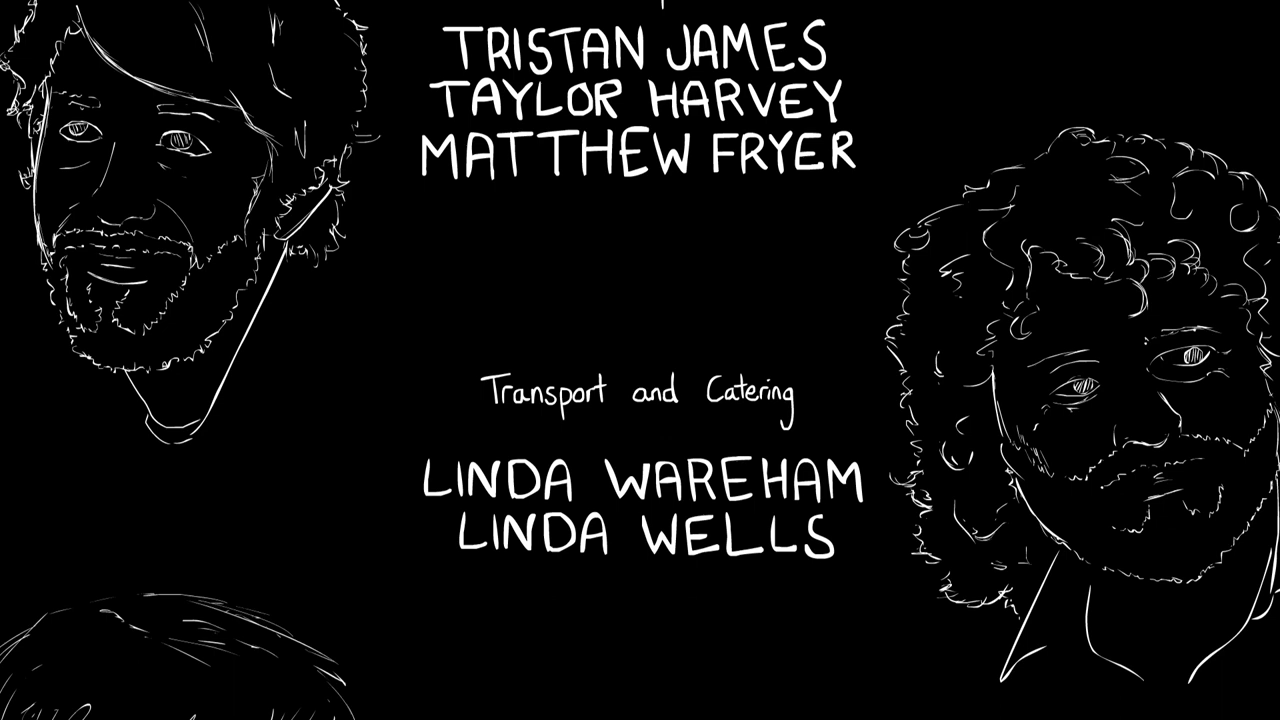 TRISTAN JAMES
TAYLOR HARVEY
MATTHEW FRYER
Transport and Catering
LINDA WAREHAM
LINDA WELLS